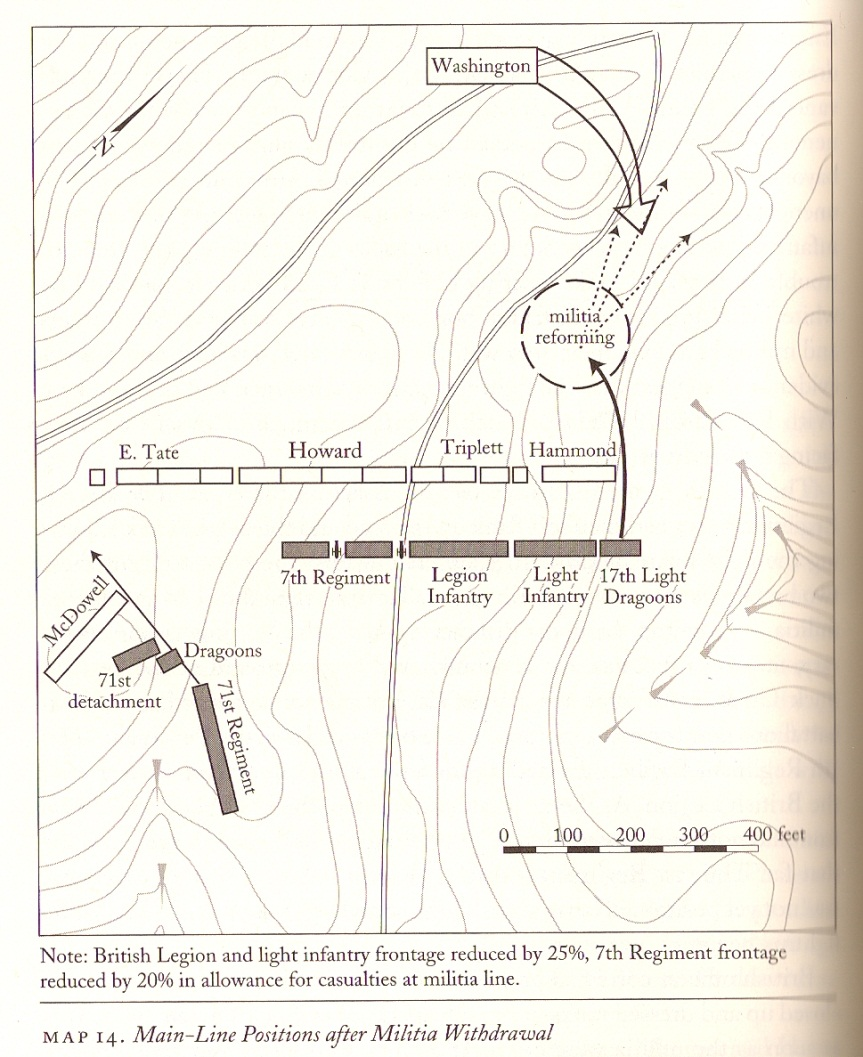 Washington
N
militia
reforming
E. Tate
Howard
Triplett
Hammond
7th Regiment
Legion
Infantry
Light
Infantry
17th Light
Dragoons
McDowell
Dragoons
71st
detachment
71st Regiment
0 100 200 300 400 feet
Note: British Legion and light infantry frontage reduced by 25%, 7th Regiment frontage
reduced by 20% in allowance for casualties at militia line.
MAP 14. Main-Line Positions after Militia Withdrawal